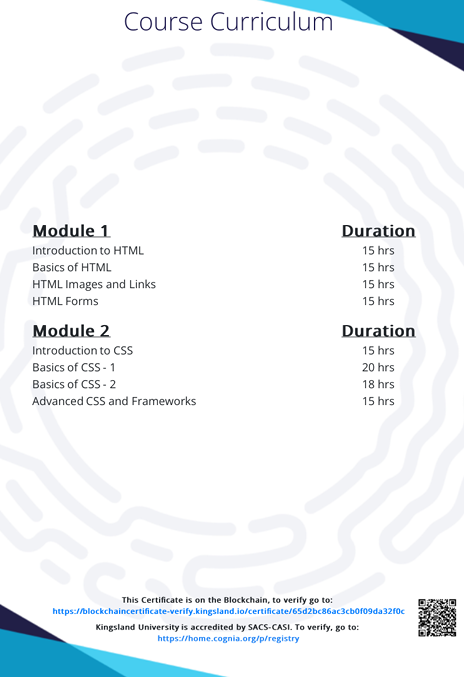 Course Curriculum
Module 1 Duration
Introduction to HTML 15 hrs
Basics of HTML 15 hrs
HTML Images and Links 15 hrs
HTML Forms 15 hrs
Module 2 Duration
Introduction to CSS 15 hrs
Basics of CSS - 1 20 hrs
Basics of CSS - 2 18 hrs
Advanced CSS and Frameworks 15 hrs
This Certificate is on the Blockchain, to verify go to:
https://blockchaincertificate-verify.kingsland.io/certificate/65d2bc86ac3cb0f09da32f0c
Kingsland University is accredited by SACS-CASI. To verify, go to:
https://home.cognia.org/p/registry